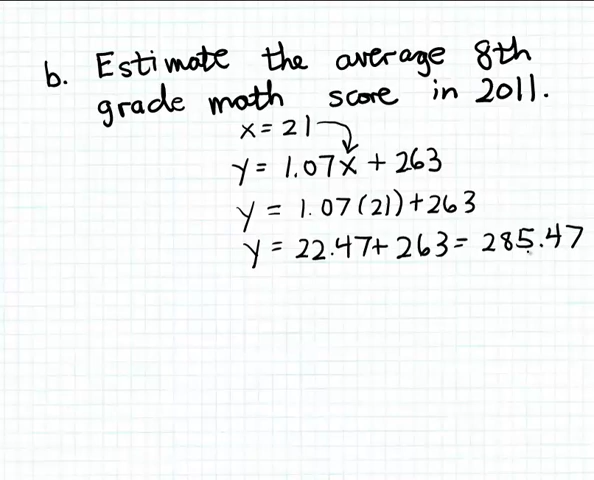 b. Estimate the average 8th
grade math score in 2011.
x = 21
y = 1.07x + 263
y = 1.07(21)+263
y = 22.47+ 263 = 285.47